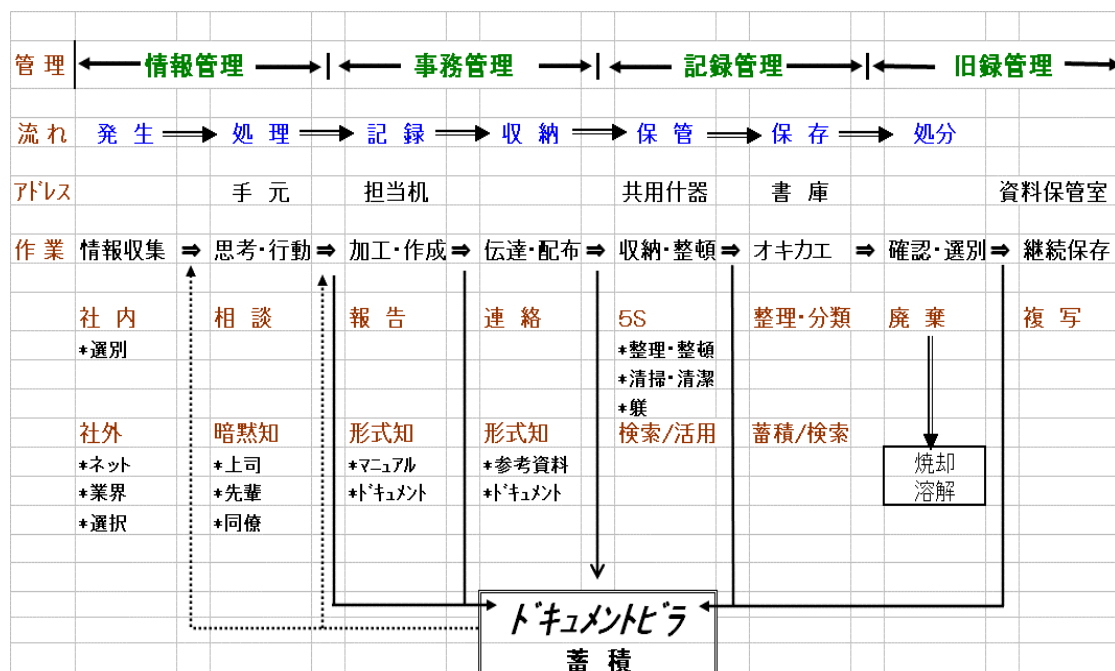 管理 情報管理 事務管理 記録管理 旧録管理
流れ 発生 処理 記録 収納 保管 保存 処分
ｱﾄﾞﾚｽ 手元 担当机 共用什器 書庫 資料保管室
作業 情報収集 ⇒ 思考・行動 ⇒ 加工・作成 ⇒ 伝達・配布 ⇒ 収納・整頓 ⇒ オキカエ ⇒ 確認・選別 ⇒ 継続保存
社内 相談 報告 連絡 5S 整理・分類 廃棄 複写
*選別 *整理・整頓
*清掃・清潔
*躾
社外 暗黙知 形式知 形式知 検索/活用 蓄積/検索
*ネット *上司 *ﾏﾆｭｱﾙ *参考資料 焼却
*業界 *先輩 *ﾄﾞｷｭﾒﾝﾄ *ﾄﾞｷｭﾒﾝﾄ 溶解
*選択 *同僚
ﾄﾞｷｭﾒﾝﾄビラ
蓄積